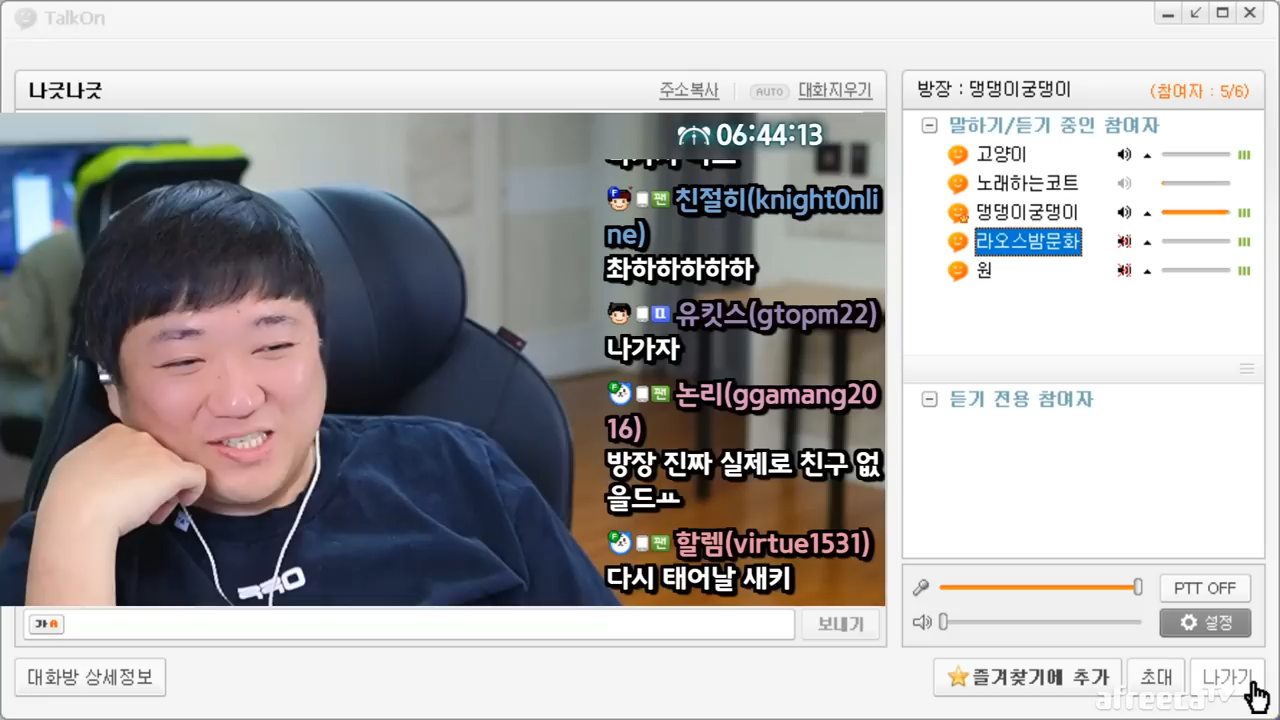 TalkOn
나긋나긋
주소복사
AUTO
대화지우기
06:44:13
친절히(knight0nli
ne)
촤하하하하하
유킷스(gtopm22)
나가자
논리(ggamang20
16)
방장 진짜 실제로 친구 없
을드ㅛ
할렘(virtue1531)
다시 태어날 새키
가A
보내기
대화방 상세정보
방장 : 댕댕이궁댕이
(참여자 : 5/6)
말하기/듣기 중인 참여자
고양이
노래하는코트
댕댕이궁댕이
라오스밤문화
원
듣기 전용 참여자
PTT OFF
설정
즐겨찾기에 추가
초대
나가기
afreecaTV